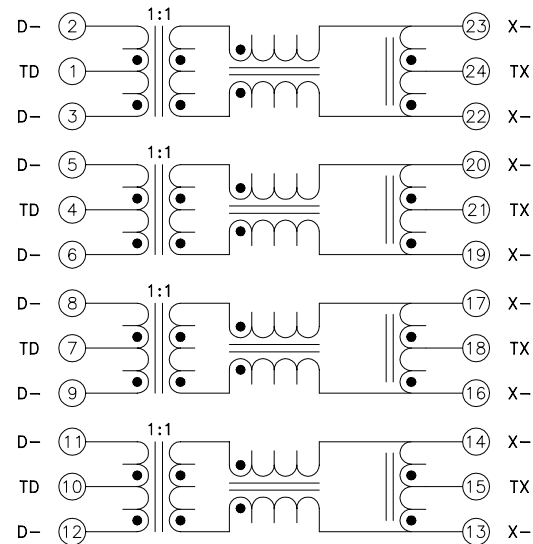 1:1
D- 2 23 X-
TD 1 24 TX
D- 3 22 X-
1:1
D- 5 20 X-
TD 4 21 TX
D- 6 19 X-
1:1
D- 8 17 X-
TD 7 18 TX
D- 9 16 X-
1:1
D- 11 14 X-
TD 10 15 TX
D- 12 13 X-